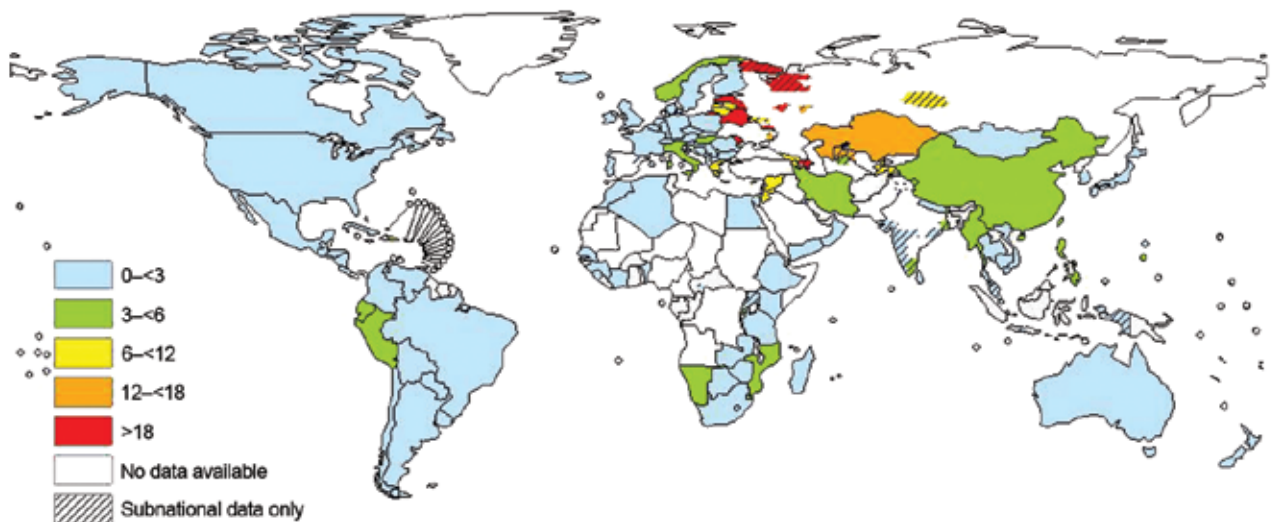 0–<3
3–<6
6–<12
12–<18
>18
No data available
Subnational data only